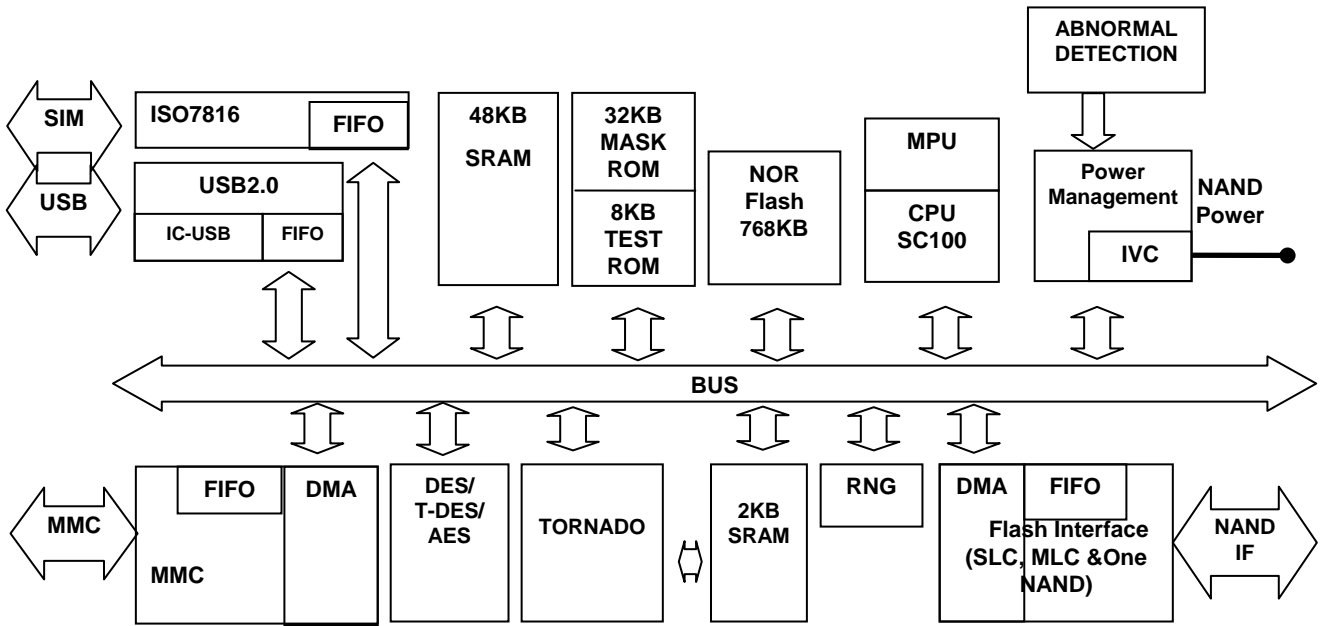 ABNORMAL
DETECTION
SIM
ISO7816
FIFO
USB
USB2.0
IC-USB
FIFO
48KB
SRAM
32KB
MASK
ROM
8KB
TEST
ROM
NOR
Flash
768KB
MPU
CPU
SC100
Power
Management
IVC
NAND
Power
BUS
MMC
FIFO
DMA
MMC
DES/
T-DES/
AES
TORNADO
2KB
SRAM
RNG
DMA
FIFO
Flash Interface
(SLC, MLC &One
NAND)
NAND
IF